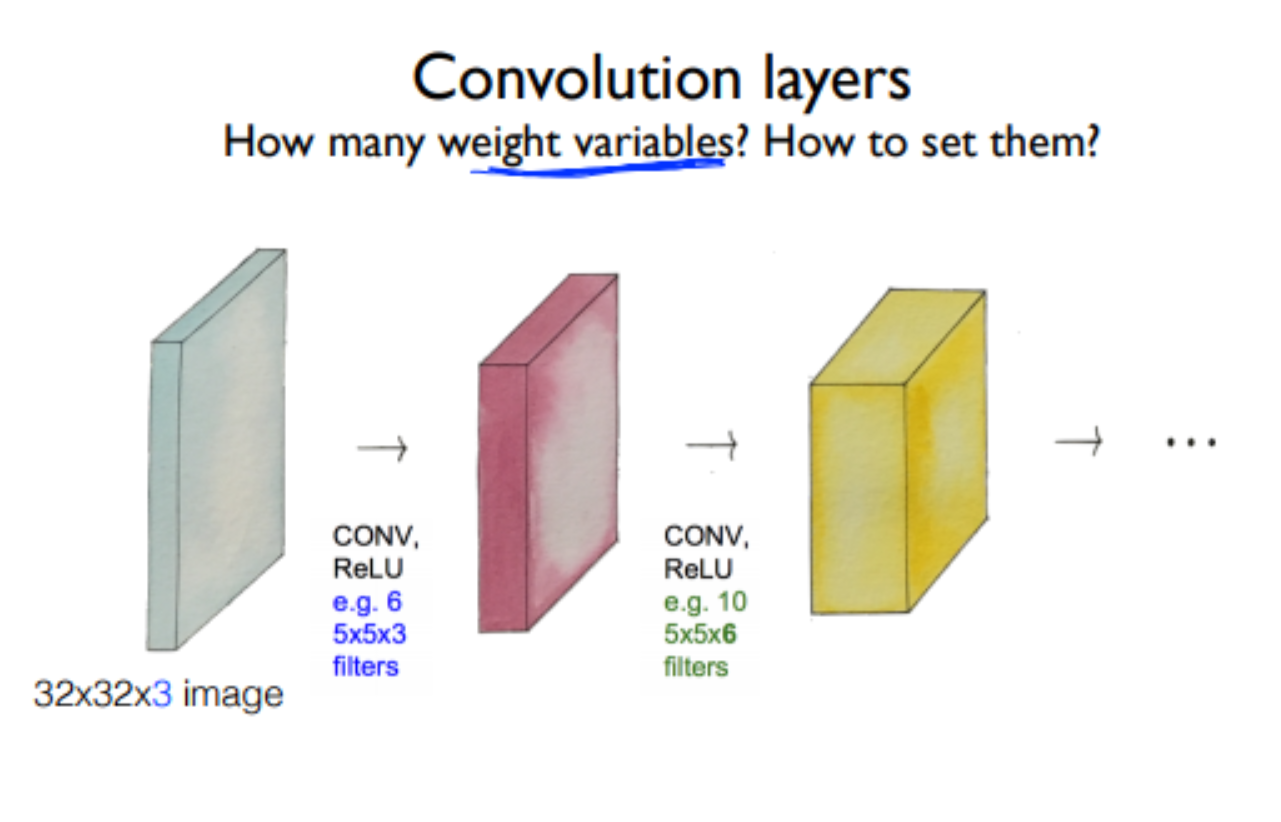 Convolution layers
How many weight variables? How to set them?
CONV,
ReLU
e.g. 6
5x5x3
filters
CONV,
ReLU
e.g. 10
5x5x6
filters
32x32x3 image
...